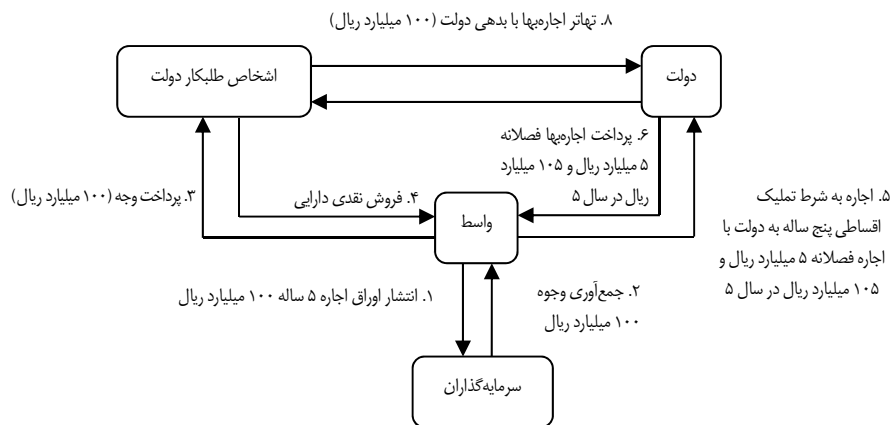 ۸. تهاتر اجاره‌بها با بدهی دولت (۱۰۰ میلیارد ریال)
دولت
اشخاص طلبکار دولت
۶. پرداخت اجاره‌بها فصلانه
۵ میلیارد ریال و ۱۰۵ میلیارد
ریال در سال ۵
۵. اجاره به شرط تملیک
اقساطی پنج ساله به دولت با
اجاره فصلانه ۵ میلیارد ریال و
۱۰۵ میلیارد ریال در سال ۵
واسط
۴. فروش نقدی دارایی
۳. پرداخت وجه (۱۰۰ میلیارد ریال)
۲. جمع‌آوری وجوه
۱۰۰ میلیارد ریال
۱. انتشار اوراق اجاره ۵ ساله ۱۰۰ میلیارد ریال
سرمایه‌گذاران